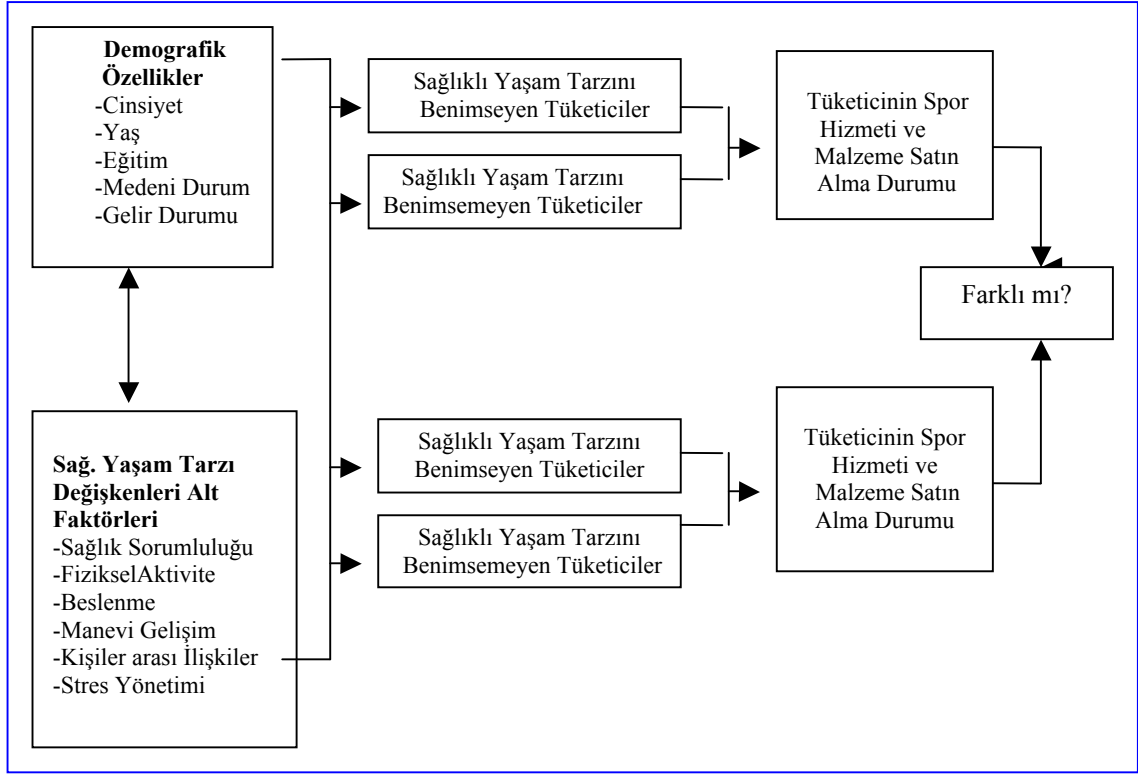 Demografik
Özellikler
-Cinsiyet
-Yaş
-Eğitim
-Medeni Durum
-Gelir Durumu
Sağ. Yaşam Tarzı
Değişkenleri Alt
Faktörleri
-Sağlık Sorumluluğu
-FizikselAktivite
-Beslenme
-Manevi Gelişim
-Kişiler arası İlişkiler
-Stres Yönetimi
Sağlıklı Yaşam Tarzını
Benimseyen Tüketiciler
Sağlıklı Yaşam Tarzını
Benimsemeyen Tüketiciler
Sağlıklı Yaşam Tarzını
Benimseyen Tüketiciler
Sağlıklı Yaşam Tarzını
Benimsemeyen Tüketiciler
Tüketicinin Spor
Hizmeti ve
Malzeme Satın
Alma Durumu
Tüketicinin Spor
Hizmeti ve
Malzeme Satın
Alma Durumu
Farklı mı?